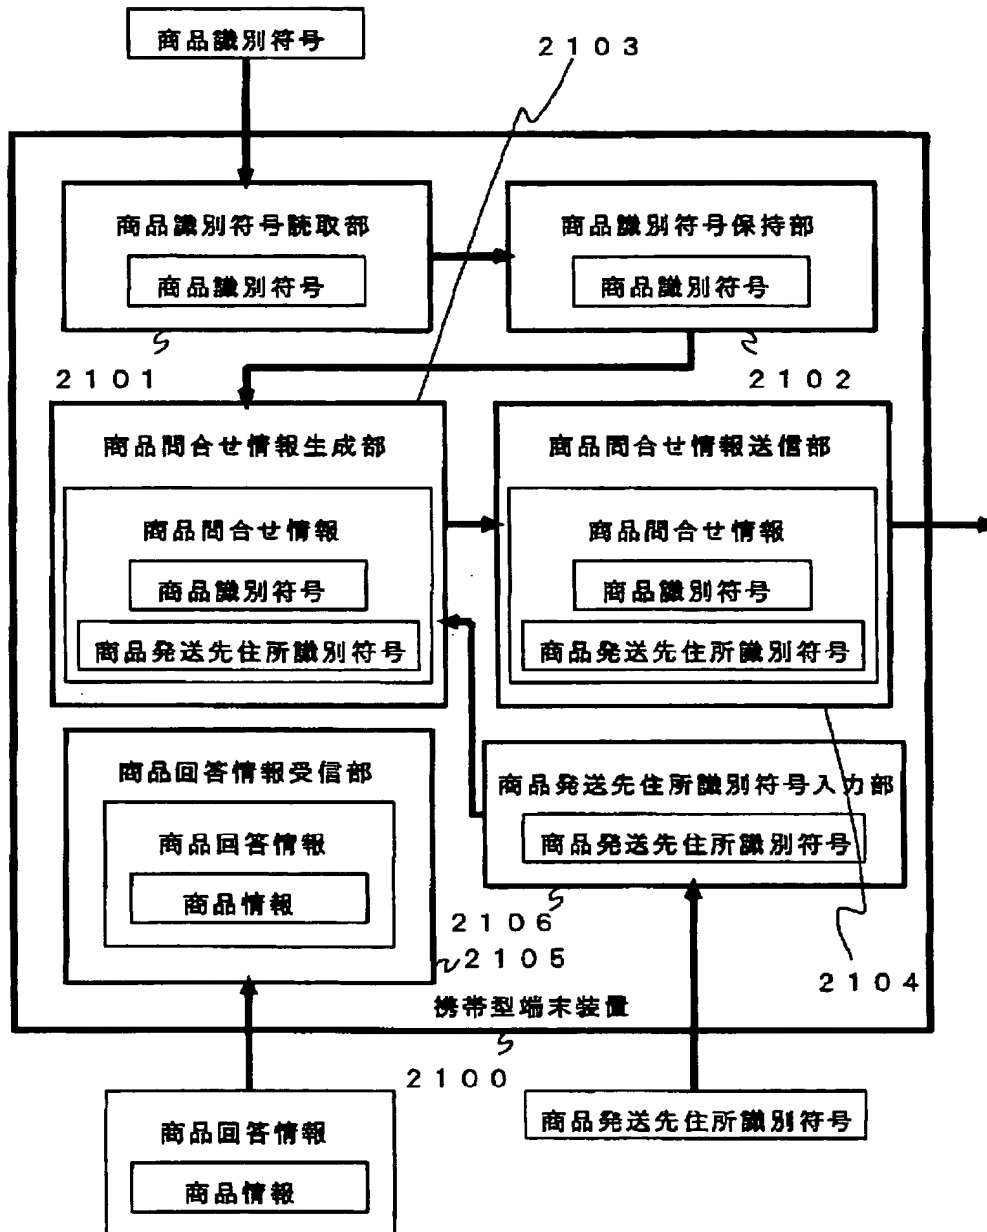 商品識別符号
2103
商品識別符号読取部
商品識別符号
商品識別符号保持部
商品識別符号
2101
2102
商品問合せ情報生成部
商品問合せ情報
商品識別符号
商品発送先住所識別符号
商品問合せ情報送信部
商品問合せ情報
商品識別符号
商品発送先住所識別符号
商品回答情報受信部
商品回答情報
商品情報
商品発送先住所識別符号入力部
商品発送先住所識別符号
2106
2105
2104
携帯型端末装置
2100
商品回答情報
商品情報
商品発送先住所識別符号